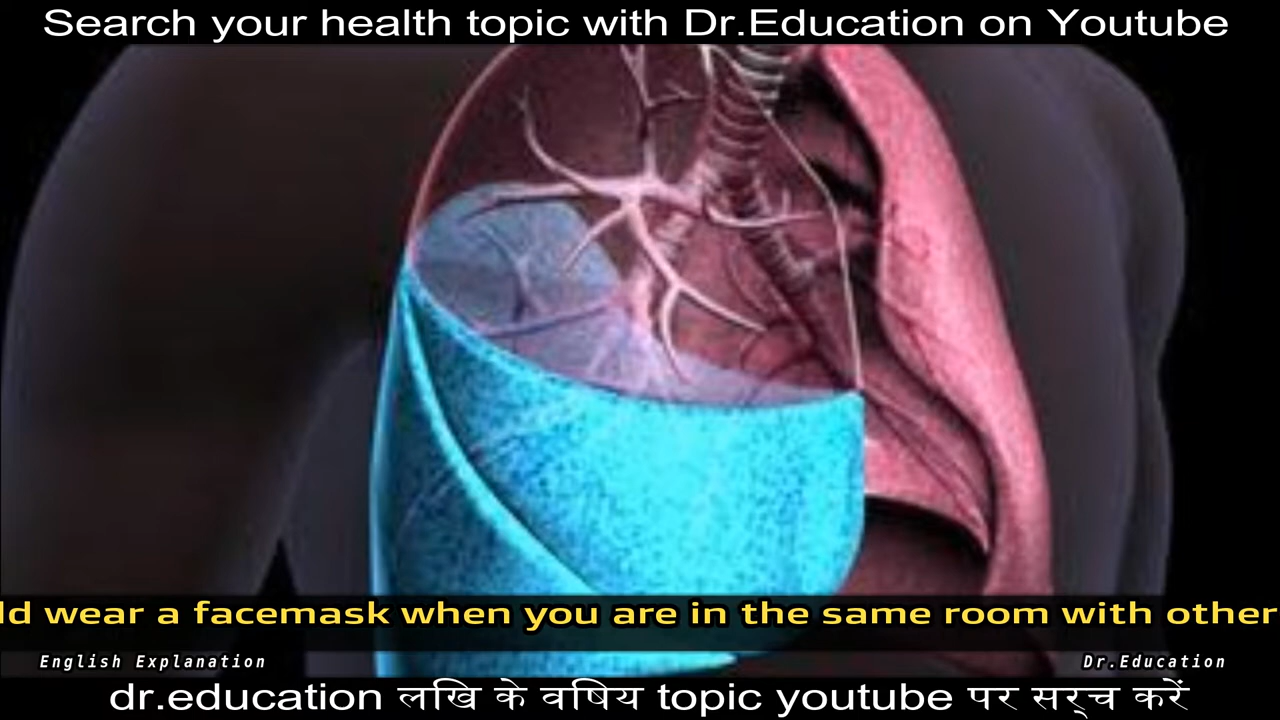 Search your health topic with Dr.Education on Youtube
wear a facemask when you are in the same room with other
English Explanation
Dr.Education
dr.education लखि के वषिय topic youtube पर सर्च करें